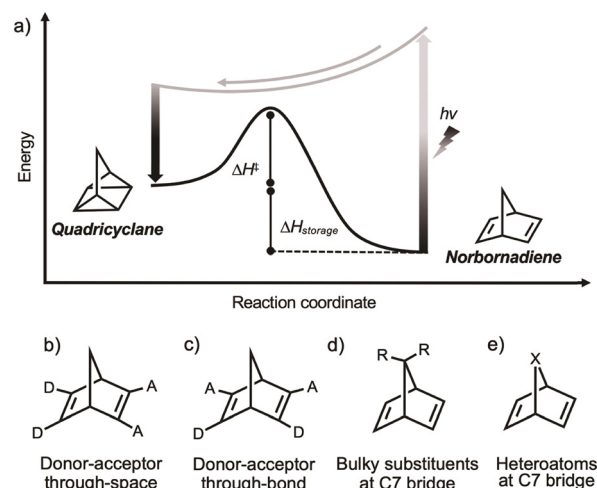 a)
Energy
hv
ΔH‡
Quadricyclane
ΔHstorage
Norbornadiene
Reaction coordinate
b)
D
A
D
A
Donor-acceptor
through-space
c)
A
A
D
D
Donor-acceptor
through-bond
d)
R R
Bulky substituents
at C7 bridge
e)
X
Heteroatoms
at C7 bridge